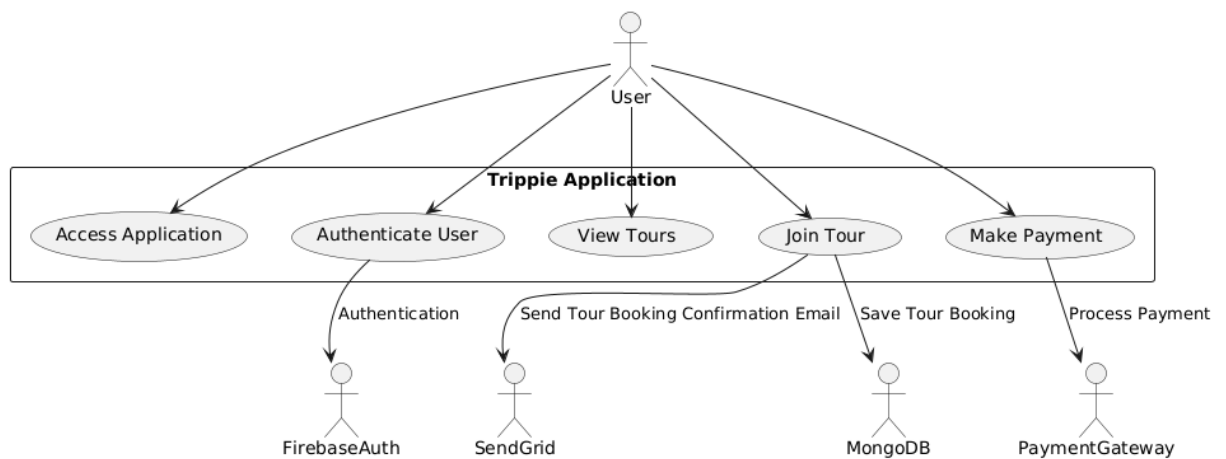 User
Trippie Application
Access Application
Authenticate User
View Tours
Join Tour
Make Payment
Authentication
Send Tour Booking Confirmation Email
Save Tour Booking
Process Payment
FirebaseAuth
SendGrid
MongoDB
PaymentGateway